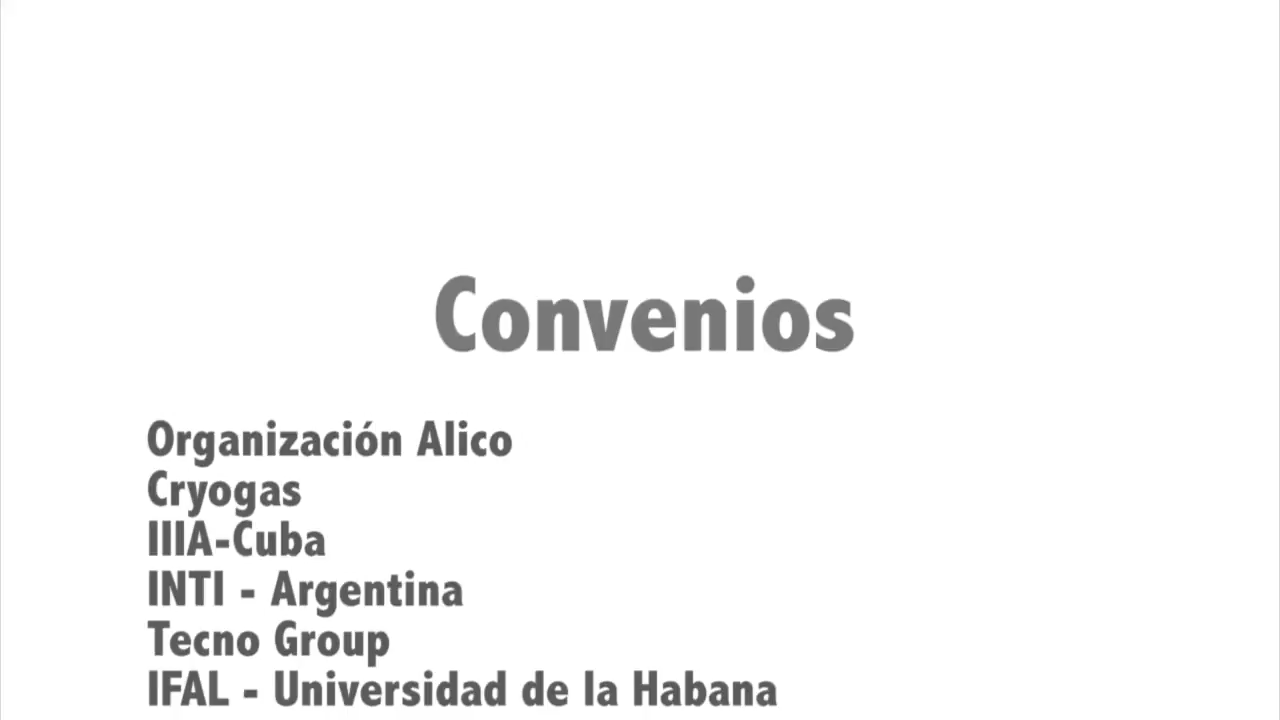 Convenios
Organización Alico
Cryogas
IIIA-Cuba
INTI - Argentina
Tecno Group
IFAL - Universidad de la Habana